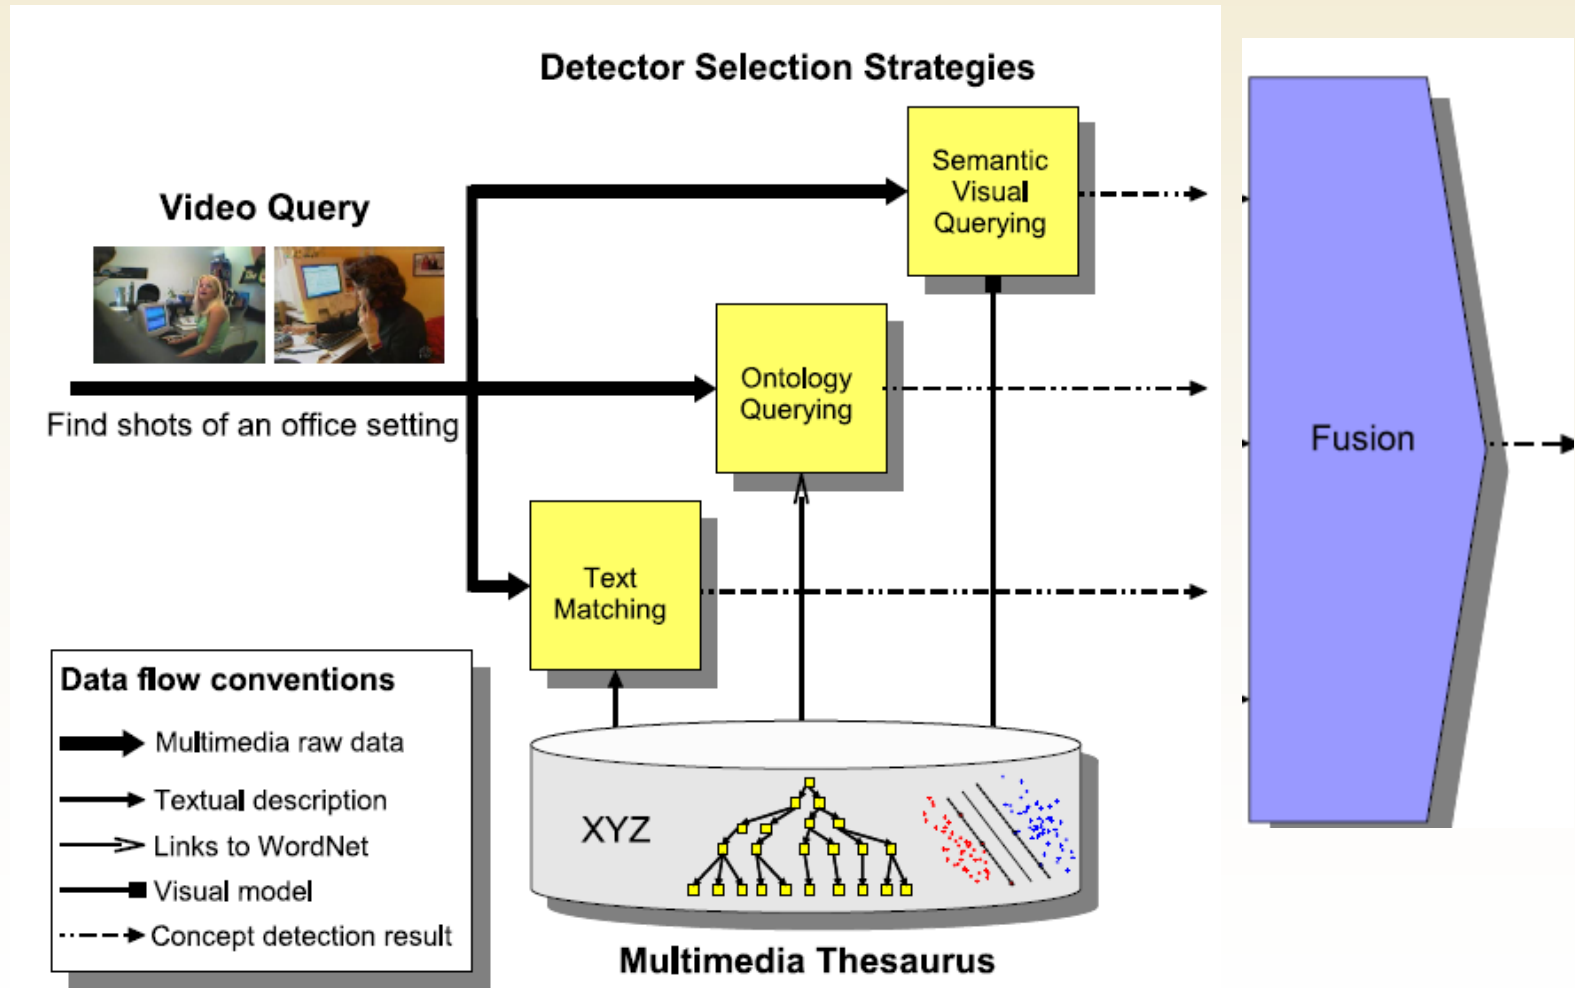 Detector Selection Strategies
Semantic
Visual
Querying
Video Query
Ontology
Querying
Find shots of an office setting
Fusion
Text
Matching
Data flow conventions
Multimedia raw data
Textual description
Links to WordNet
Visual model
Concept detection result
XYZ
Multimedia Thesaurus